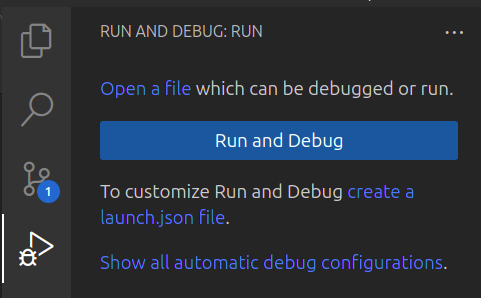 RUN AND DEBUG: RUN
Open a file which can be debugged or run.
Run and Debug
1
To customize Run and Debug create a
launch.json file.
Show all automatic debug configurations.